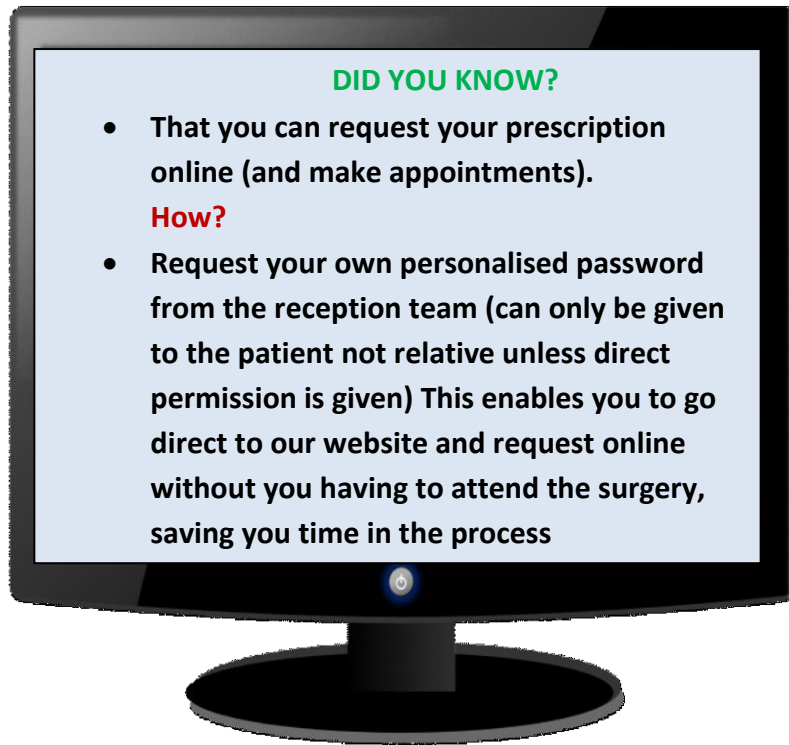 DID YOU KNOW?
• That you can request your prescription
online (and make appointments).
How?
• Request your own personalised password
from the reception team (can only be given
to the patient not relative unless direct
permission is given) This enables you to go
direct to our website and request online
without you having to attend the surgery,
saving you time in the process